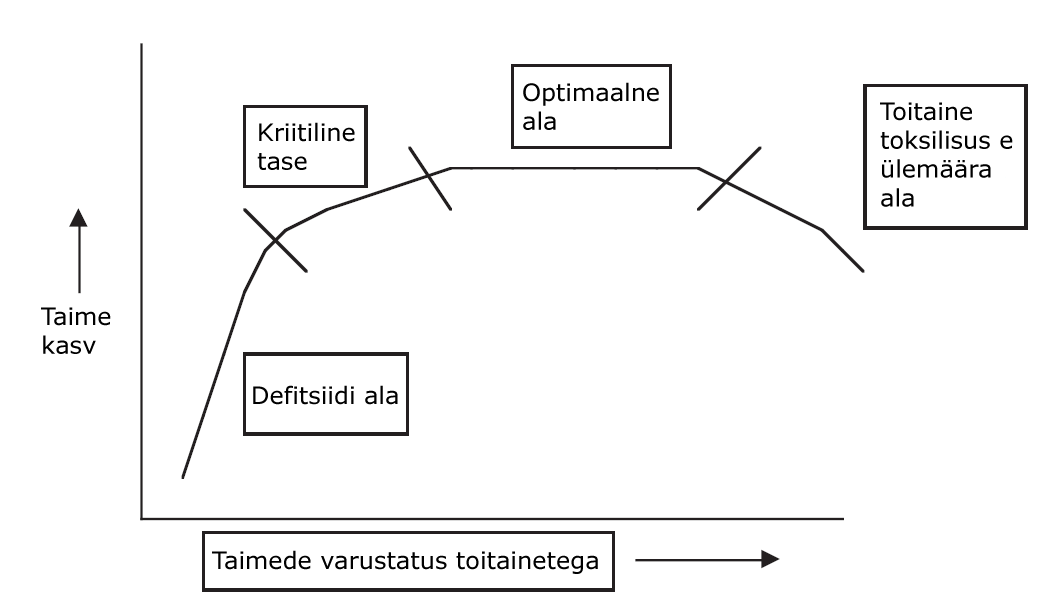 Optimaalne
ala
Toitaine
toksilisus e
ülemäära
ala
Kriitiline
tase
Taime
kasv
Defitsiidi ala
Taimede varustatus toitainetega